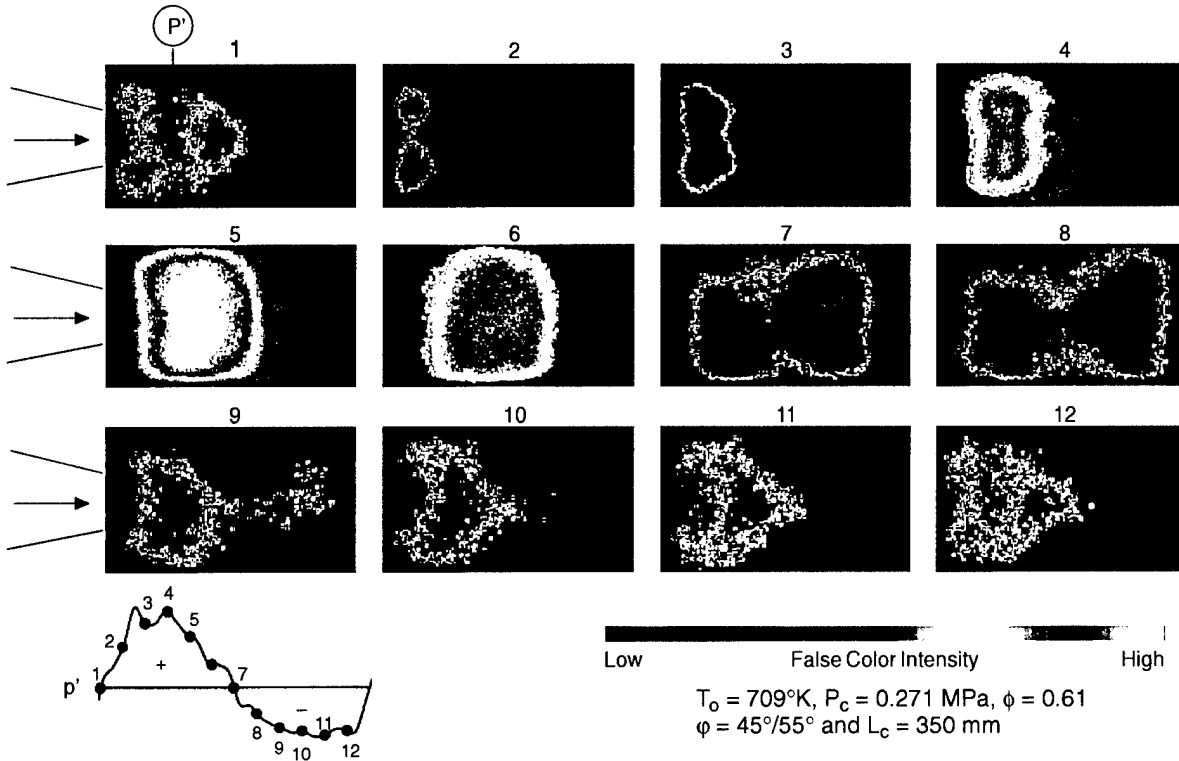 P'
1 2 3 4
5 6 7 8
9 10 11 12
p' 1 2 3 4 5 7 8 9 10 11 12
+
−
Low False Color Intensity High
T₀ = 709°K, P_c = 0.271 MPa, ϕ = 0.61
φ = 45°/55° and L_c = 350 mm